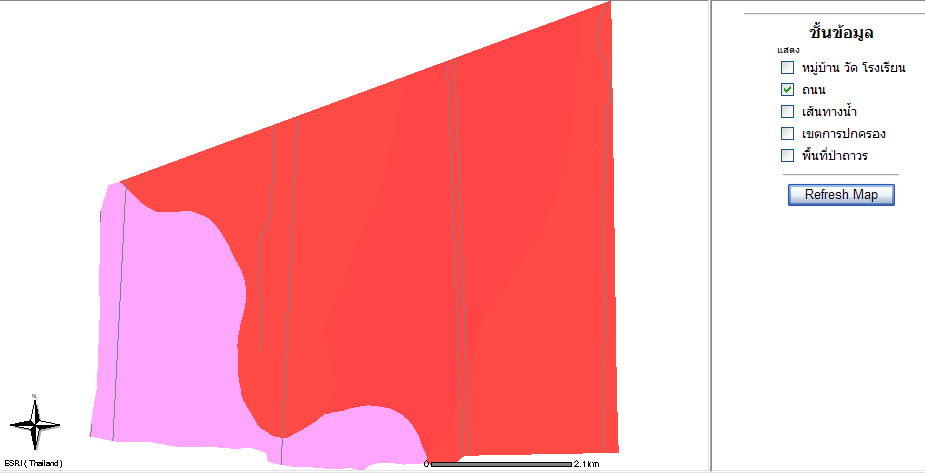 ชั้นข้อมูล
แสดง
หมู่บ้าน วัด โรงเรียน
ถนน
เส้นทางน้ำ
เขตการปกครอง
พื้นที่ป่าถาวร
Refresh Map
N
ESRI ( Thailand )
0 2.1km